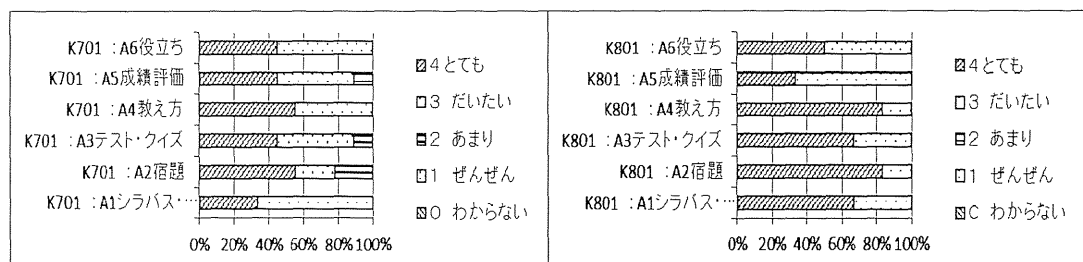 K701 :A6役立ち
K701 :A5成績評価
K701 :A4教え方
K701 :A3テスト・クイズ
K701 :A2宿題
K701 :A1シラバス・…
0% 20% 40% 60% 80% 100%
4とても
3 だいたい
2 あまり
1 ぜんぜん
0 わからない
K801 :A6役立ち
K801 :A5成績評価
K801 :A4教え方
K801 :A3テスト・クイズ
K801 :A2宿題
K801 :A1シラバス・…
0% 20% 40% 60% 80% 100%
4とても
3 だいたい
2 あまり
1 ぜんぜん
C わからない